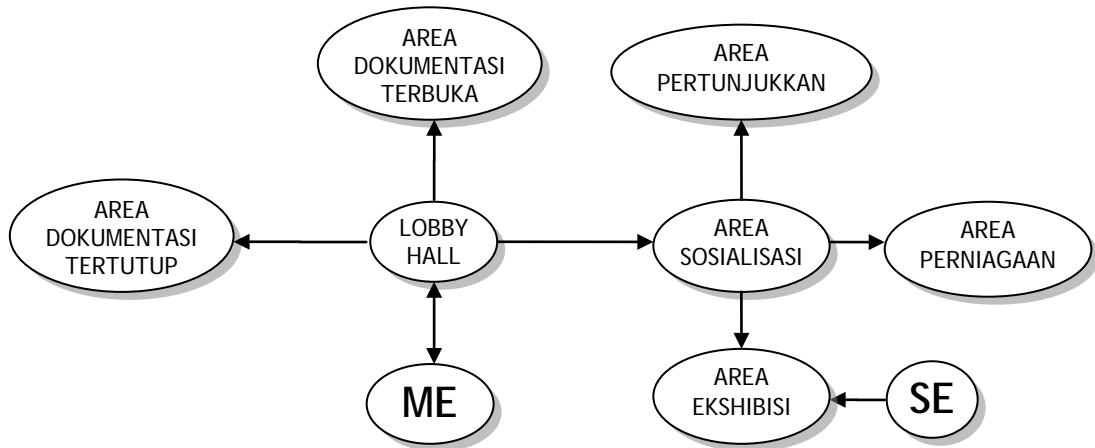 AREA
DOKUMENTASI
TERBUKA
AREA
PERTUNJUKKAN
AREA
DOKUMENTASI
TERTUTUP
LOBBY
HALL
AREA
SOSIALISASI
AREA
PERNIAGAAN
ME
AREA
EKSHIBISI
SE